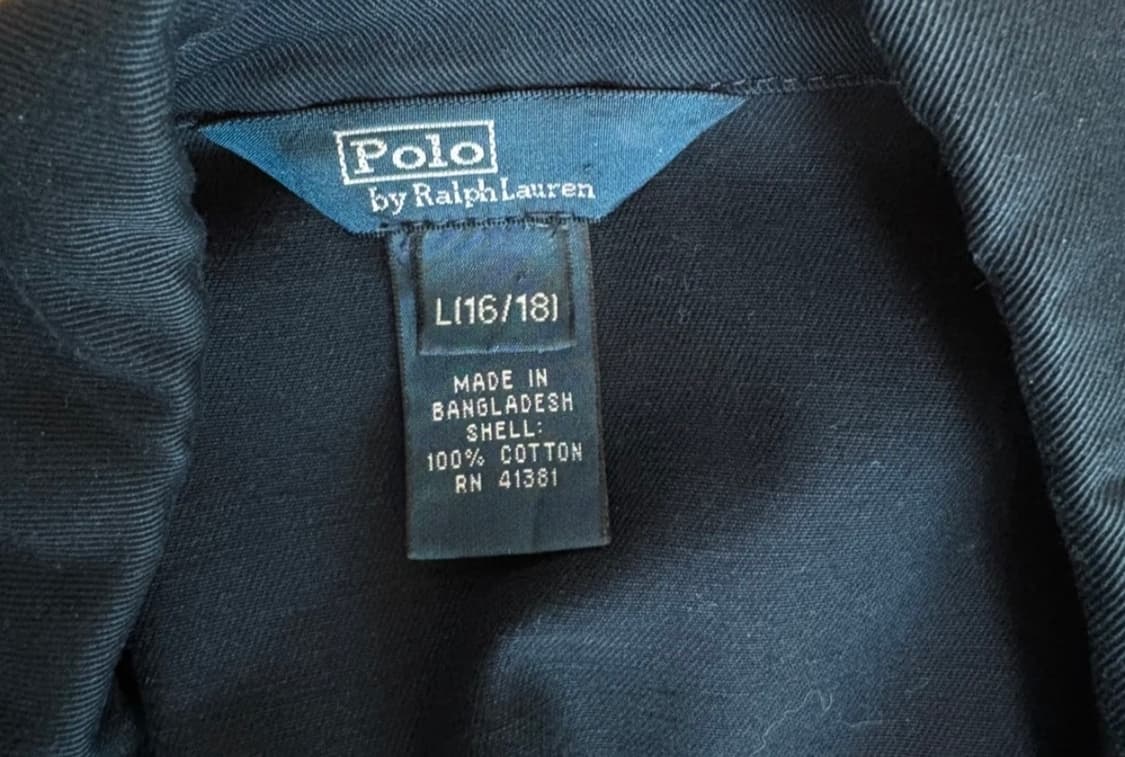 Polo
by Ralph Lauren
L(16/18)
MADE IN
BANGLADESH
SHELL:
100% COTTON
RN 41381